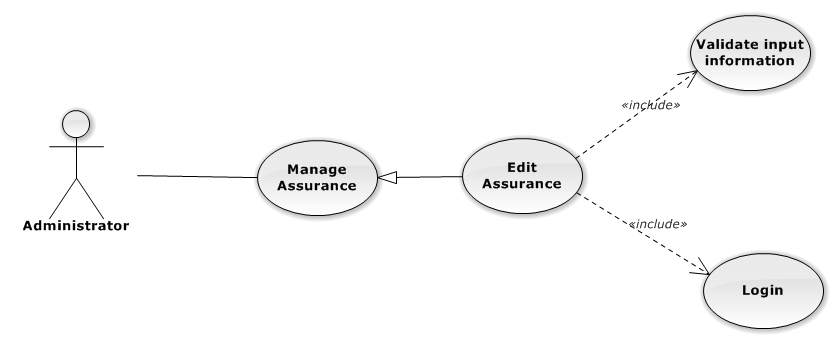 Validate input
information
«include»
Manage
Assurance
Edit
Assurance
Administrator
«include»
Login